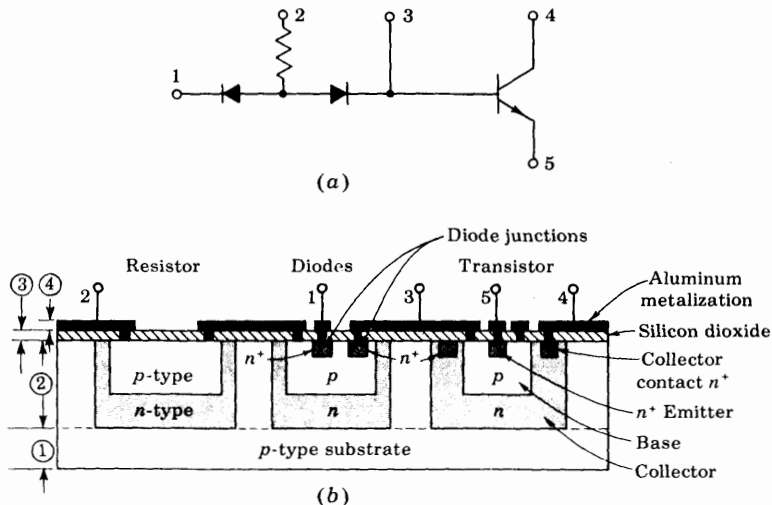 2
3
4
1
5
(a)
Diode junctions
Resistor
Diodes
Transistor
③
④
2
1
3
5
4
Aluminum
metalization
Silicon dioxide
n+
n+
Collector
contact n+
②
p-type
p
p
n+ Emitter
n-type
n
n
Base
①
p-type substrate
Collector
(b)